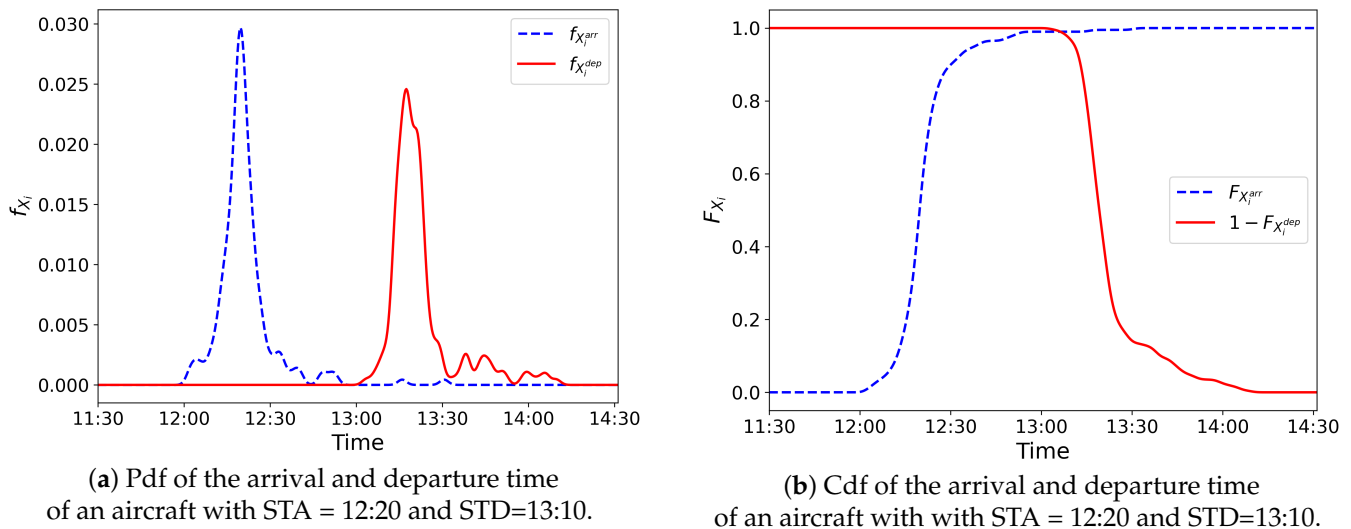 0.030
0.025
0.020
0.015
0.010
0.005
0.000
f_{X_i}
f_{X_i^{arr}}
f_{X_i^{dep}}
11:30 12:00 12:30 13:00 13:30 14:00 14:30
Time
(a) Pdf of the arrival and departure time
of an aircraft with STA = 12:20 and STD=13:10.
1.0
0.8
0.6
0.4
0.2
0.0
F_{X_i}
F_{X_i^{arr}}
1 − F_{X_i^{dep}}
11:30 12:00 12:30 13:00 13:30 14:00 14:30
Time
(b) Cdf of the arrival and departure time
of an aircraft with with STA = 12:20 and STD=13:10.